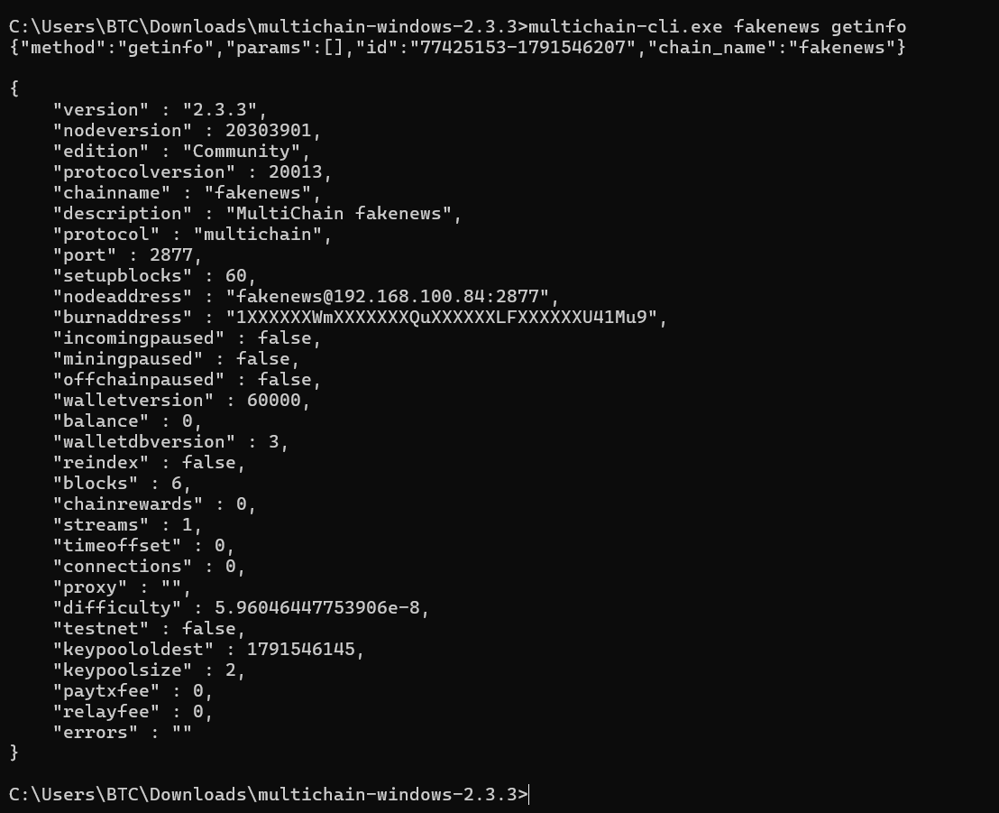 C:\Users\BTC\Downloads\multichain-windows-2.3.3>multichain-cli.exe fakenews getinfo
{"method":"getinfo","params":[],"id":"77425153-1791546207","chain_name":"fakenews"}
{
"version" : "2.3.3",
"nodeversion" : 20303901,
"edition" : "Community",
"protocolversion" : 20013,
"chainname" : "fakenews",
"description" : "MultiChain fakenews",
"protocol" : "multichain",
"port" : 2877,
"setupblocks" : 60,
"nodeaddress" : "fakenews@192.168.100.84:2877",
"burnaddress" : "1XXXXXXWmXXXXXXXQuXXXXXXLFXXXXXXU41Mu9",
"incomingpaused" : false,
"miningpaused" : false,
"offchainpaused" : false,
"walletversion" : 60000,
"balance" : 0,
"walletdbversion" : 3,
"reindex" : false,
"blocks" : 6,
"chainrewards" : 0,
"streams" : 1,
"timeoffset" : 0,
"connections" : 0,
"proxy" : "",
"difficulty" : 5.96046447753906e-8,
"testnet" : false,
"keypoololdest" : 1791546145,
"keypoolsize" : 2,
"paytxfee" : 0,
"relayfee" : 0,
"errors" : ""
}
C:\Users\BTC\Downloads\multichain-windows-2.3.3>